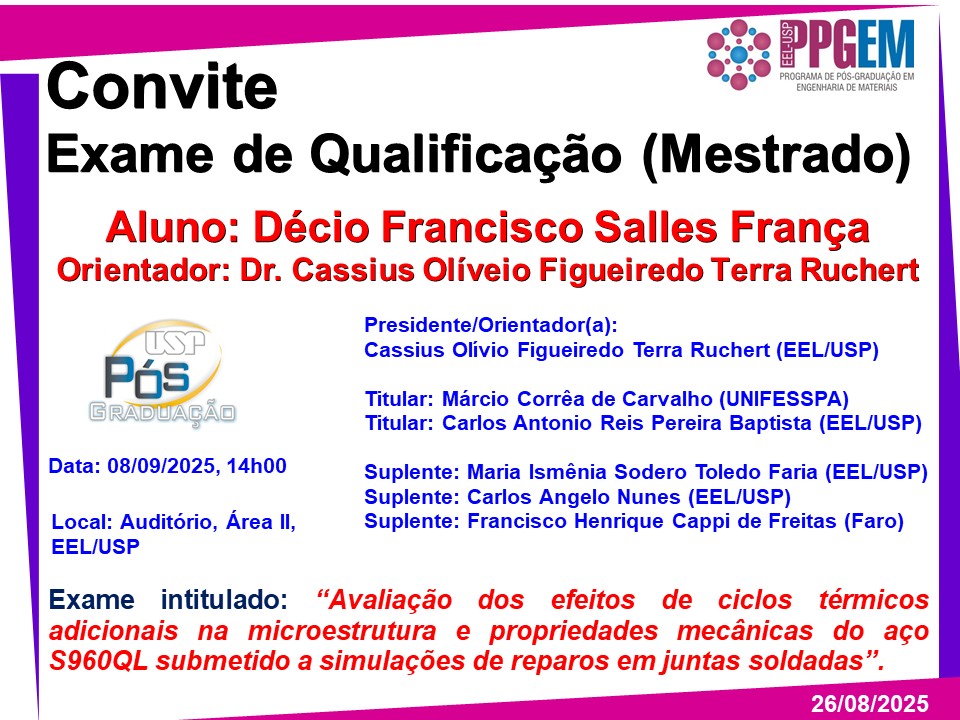 EEL-USP
PPGEM
PROGRAMA DE PÓS-GRADUAÇÃO EM
ENGENHARIA DE MATERIAIS
Convite
Exame de Qualificação (Mestrado)
Aluno: Décio Francisco Salles França
Orientador: Dr. Cassius Olíveio Figueiredo Terra Ruchert
USP
Pós
GRADUAÇÃO
Data: 08/09/2025, 14h00
Local: Auditório, Área II,
EEL/USP
Presidente/Orientador(a):
Cassius Olívio Figueiredo Terra Ruchert (EEL/USP)
Titular: Márcio Corrêa de Carvalho (UNIFESSPA)
Titular: Carlos Antonio Reis Pereira Baptista (EEL/USP)
Suplente: Maria Ismênia Sodero Toledo Faria (EEL/USP)
Suplente: Carlos Angelo Nunes (EEL/USP)
Suplente: Francisco Henrique Cappi de Freitas (Faro)
Exame intitulado: “Avaliação dos efeitos de ciclos térmicos
adicionais na microestrutura e propriedades mecânicas do aço
S960QL submetido a simulações de reparos em juntas soldadas”.
26/08/2025